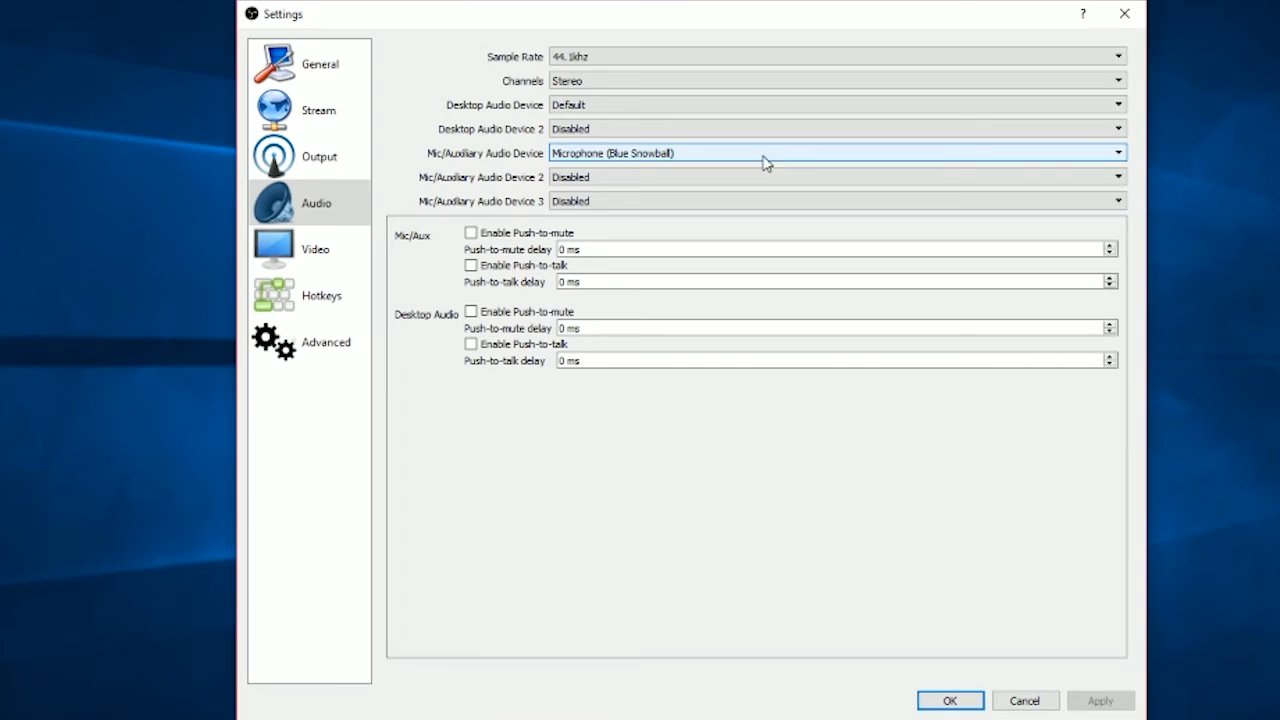 Settings
?
General
Stream
Output
Audio
Video
Hotkeys
Advanced
Sample Rate 44.1khz
Channels Stereo
Desktop Audio Device Default
Desktop Audio Device 2 Disabled
Mic/Auxiliary Audio Device Microphone (Blue Snowball)
Mic/Auxiliary Audio Device 2 Disabled
Mic/Auxiliary Audio Device 3 Disabled
Mic/Aux Enable Push-to-mute
Push-to-mute delay 0 ms
Enable Push-to-talk
Push-to-talk delay 0 ms
Desktop Audio Enable Push-to-mute
Push-to-mute delay 0 ms
Enable Push-to-talk
Push-to-talk delay 0 ms
OK Cancel Apply